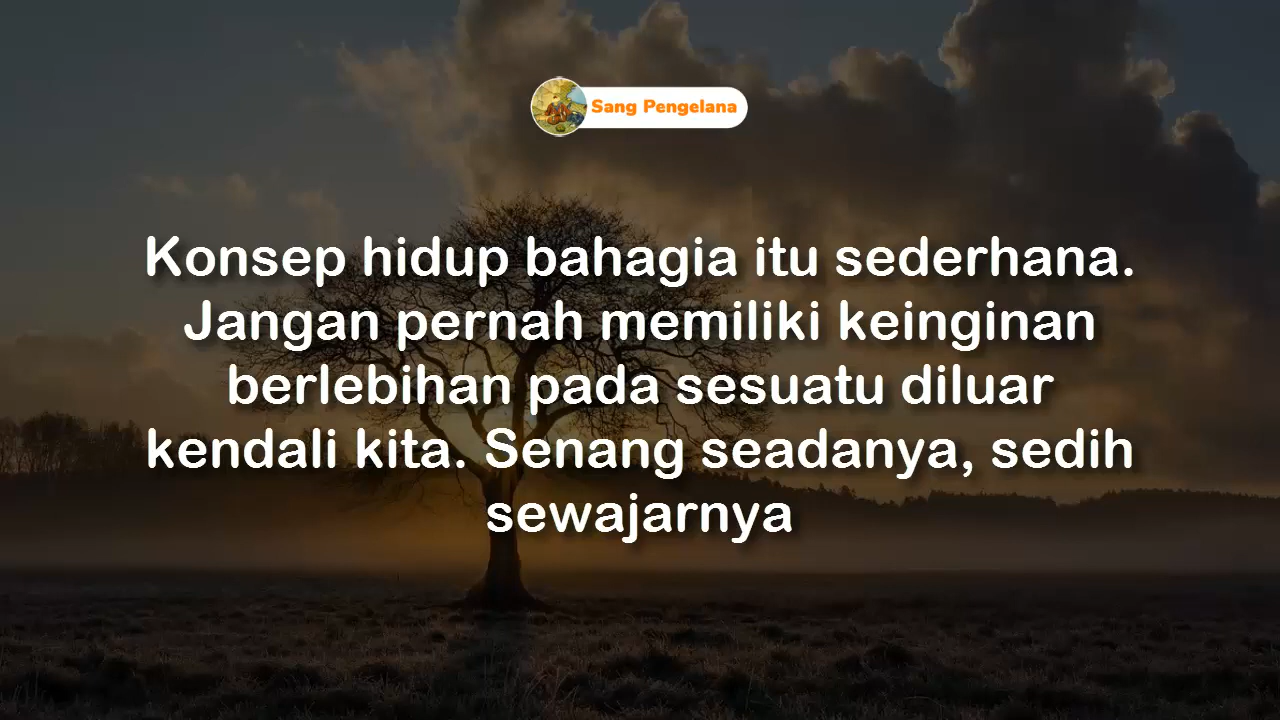 Sang Pengelana
Konsep hidup bahagia itu sederhana.
Jangan pernah memiliki keinginan
berlebihan pada sesuatu diluar
kendali kita. Senang seadanya, sedih
sewajarnya